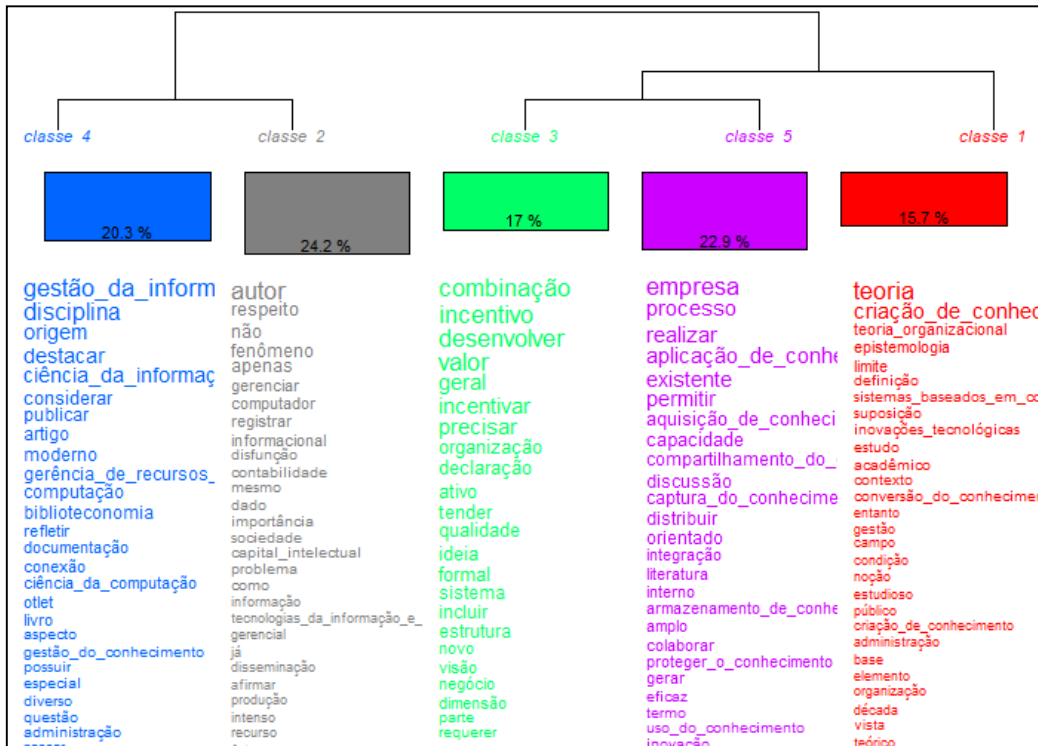 classe 4
classe 2
classe 3
classe 5
classe 1
20.3 %
24.2 %
17 %
22.9 %
15.7 %
gestão_da_inform
disciplina
origem
destacar
ciência_da_informaç
considerar
publicar
artigo
moderno
gerência_de_recursos_
computação
biblioteconomia
refletir
documentação
conexão
ciência_da_computação
otlet
livro
aspecto
gestão_do_conhecimento
possuir
especial
diverso
questão
administração
autor
respeito
não
fenômeno
apenas
gerenciar
computador
registrar
informacional
disfunção
contabilidade
mesmo
dado
importância
sociedade
capital_intelectual
problema
como
informação
tecnologias_da_informação_e_
gerencial
já
disseminação
afirmar
produção
intenso
recurso
combinação
incentivo
desenvolver
valor
geral
incentivar
precisar
organização
declaração
ativo
tender
qualidade
ideia
formal
sistema
incluir
estrutura
novo
visão
negócio
dimensão
parte
requerer
empresa
processo
realizar
aplicação_de_conhe
existente
permitir
aquisição_de_conheci
capacidade
compartilhamento_do_
discussão
captura_do_conhecime
distribuir
orientado
integração
literatura
interno
armazenamento_de_conhe
amplo
colaborar
proteger_o_conhecimento
gerar
eficaz
termo
uso_do_conhecimento
inovação
teoria
criação_de_conhec
teoria_organizacional
epistemologia
limite
definição
sistemas_baseados_em_co
suposição
inovações_tecnológicas
estudo
acadêmico
contexto
conversão_do_conhecimen
entanto
gestão
campo
condição
noção
estudioso
público
criação_de_conhecimento
administração
base
elemento
organização
década
vista
teórico